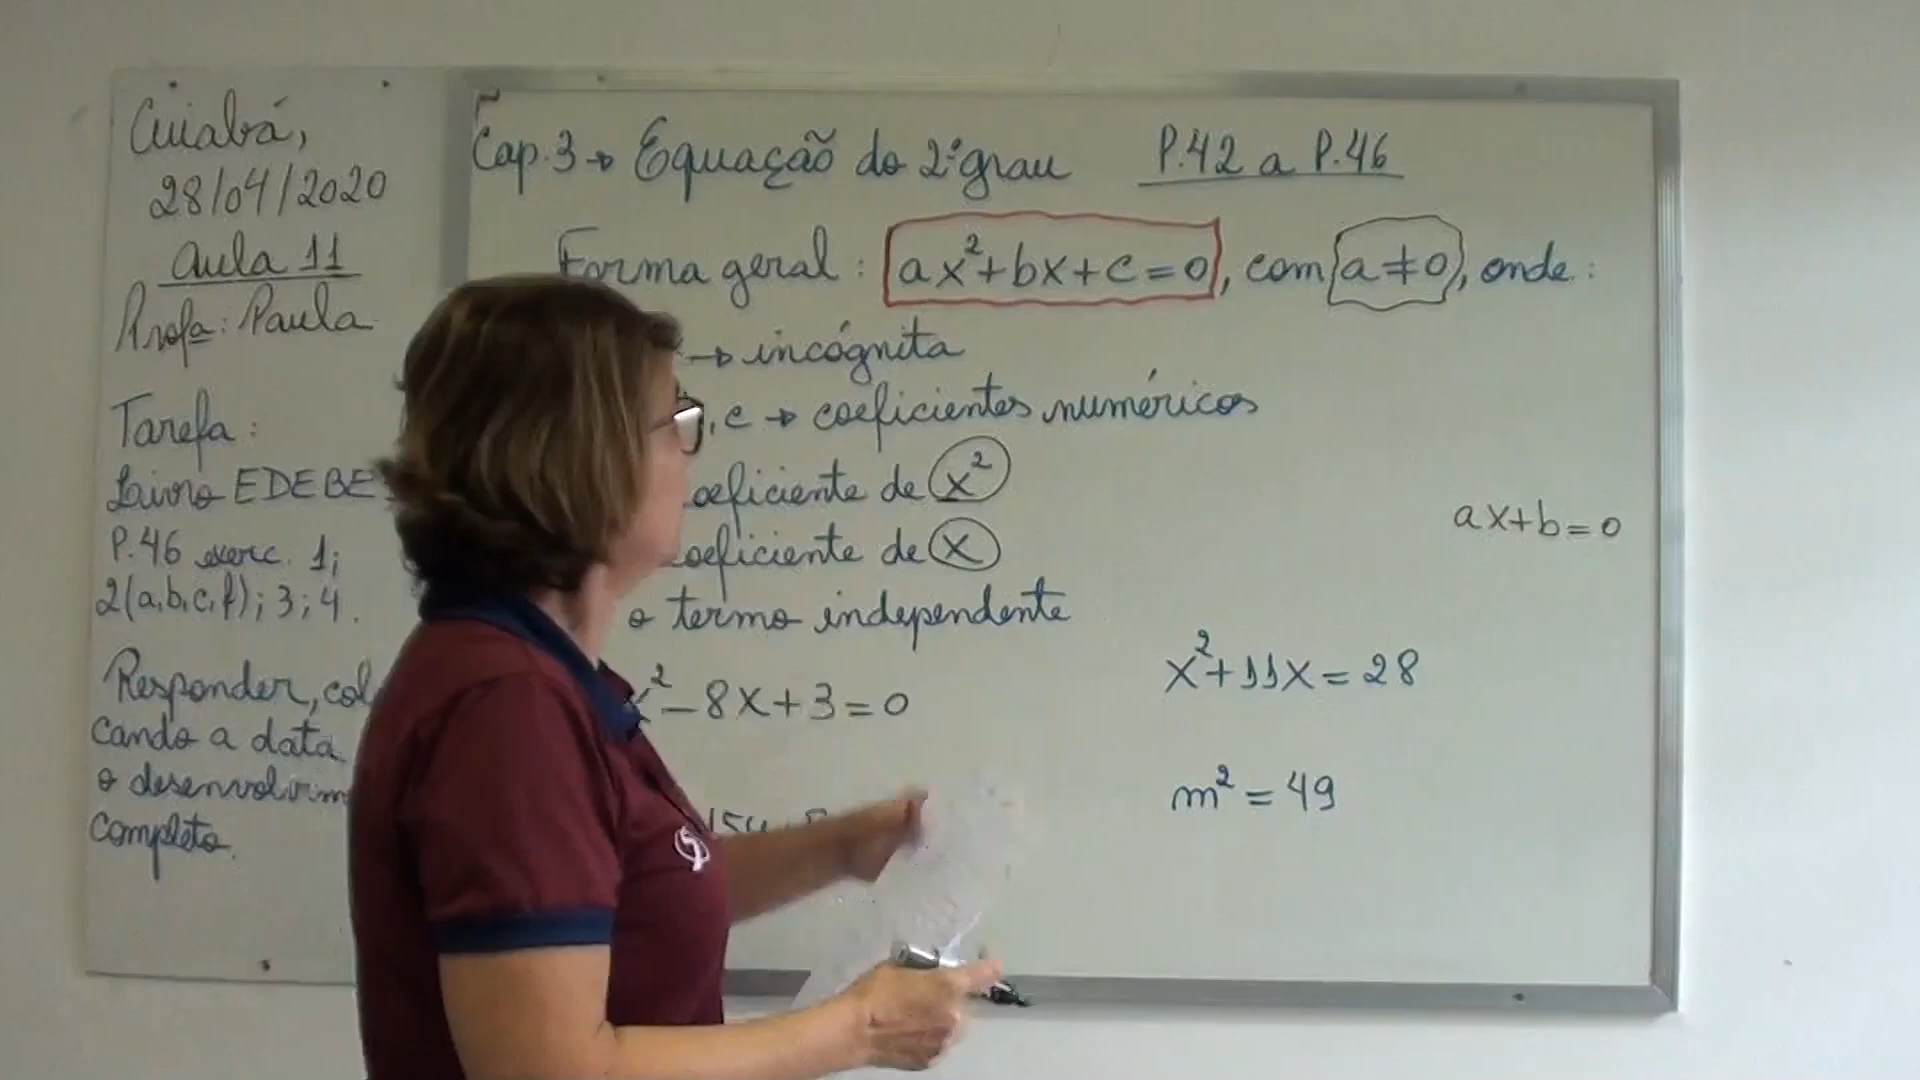 Cuiabá,
28/04/2020
Aula 11
Profa: Paula
Tarefa:
Livro EDEBE
P.46 exerc. 1;
2(a,b,c,f); 3; 4.
Responder, colo
cando a data
o desenvolvim
completo.
Cap. 3 → Equação do 2º grau P.42 a P.46
Forma geral: ax²+bx+c=0, com a≠0, onde:
→ incógnita
, c → coeficientes numéricos
oeficiente de x²
coeficiente de x
o termo independente
x²-8x+3=0
ax+b=0
x²+11x=28
m²=49